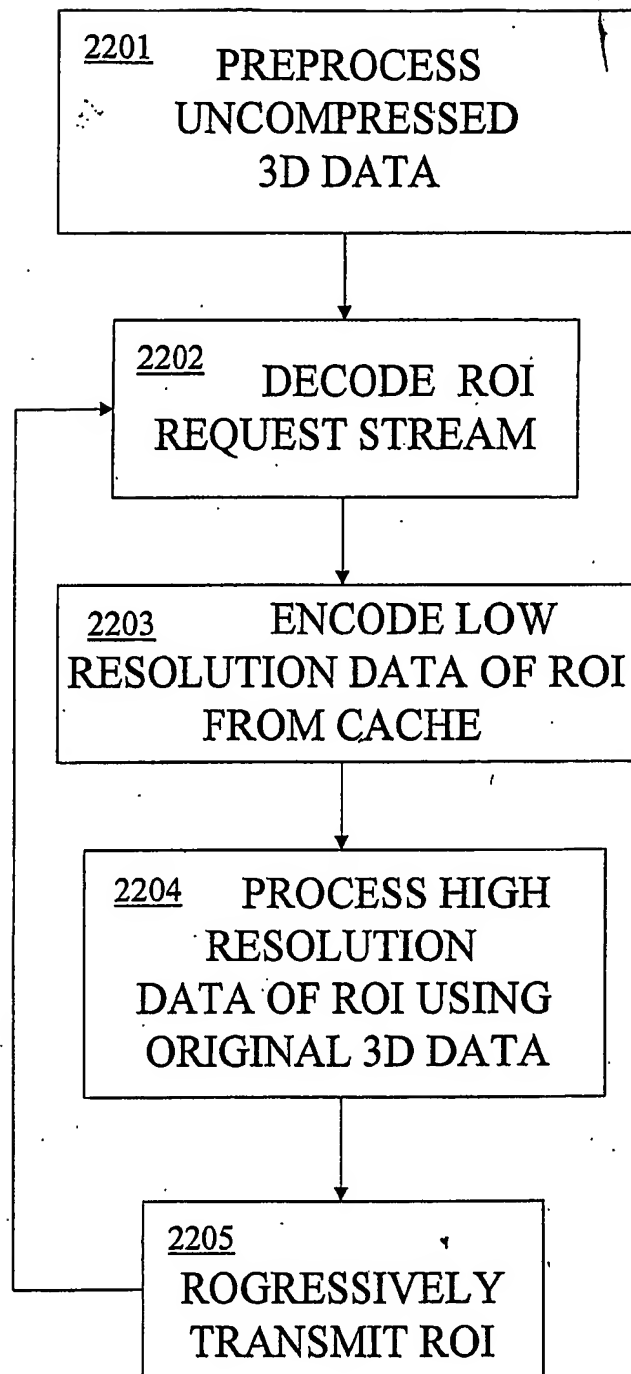 2201 PREPROCESS
UNCOMPRESSED
3D DATA
2202 DECODE ROI
REQUEST STREAM
2203 ENCODE LOW
RESOLUTION DATA OF ROI
FROM CACHE
2204 PROCESS HIGH
RESOLUTION
DATA OF ROI USING
ORIGINAL 3D DATA
2205
ROGRESSIVELY
TRANSMIT ROI